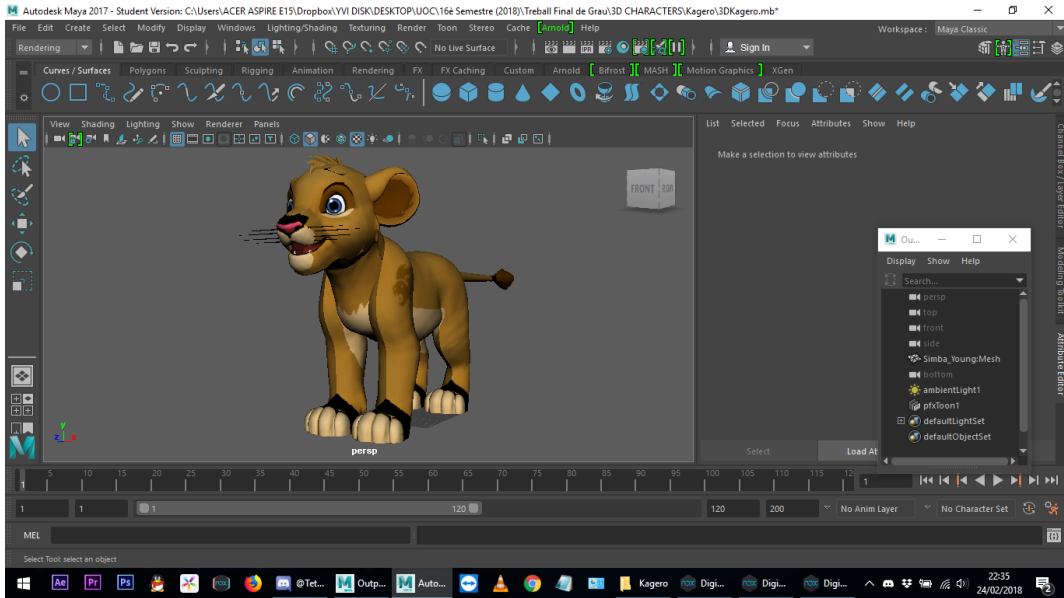 Autodesk Maya 2017 - Student Version: C:\Users\ACER ASPIRE E15\Dropbox\YVI DISK\DESKTOP\UOC\16è Semestre (2018)\Treball Final de Grau\3D CHARACTERS\Kagero\3DKagero.mb*
File Edit Create Select Modify Display Windows Lighting/Shading Texturing Render Toon Stereo Cache Arnold Help
Workspace: Maya Classic
Rendering No Live Surface Sign In
Curves / Surfaces Polygons Sculpting Rigging Animation Rendering FX FX Caching Custom Arnold Bifrost MASH Motion Graphics XGen
View Shading Lighting Show Renderer Panels
List Selected Focus Attributes Show Help
Make a selection to view attributes
FRONT
persp
Ou...
Display Show Help
Search...
persp
top
front
side
Simba_Young:Mesh
bottom
ambientLight1
pfxToon1
defaultLightSet
defaultObjectSet
Select Load At
Channel Box / Layer Editor
Modeling Toolkit
Attribute Editor
y
z x
5 10 15 20 25 30 35 40 45 50 55 60 65 70 75 80 85 90 95 100 105 110 115 12
1 1
1 1 1 120 120 200 No Anim Layer No Character Set
MEL
Select Tool: select an object
Ae Pr Ps @Tet... Outp... Auto... Kagero Digi... Digi... Digi...
22:35
24/02/2018